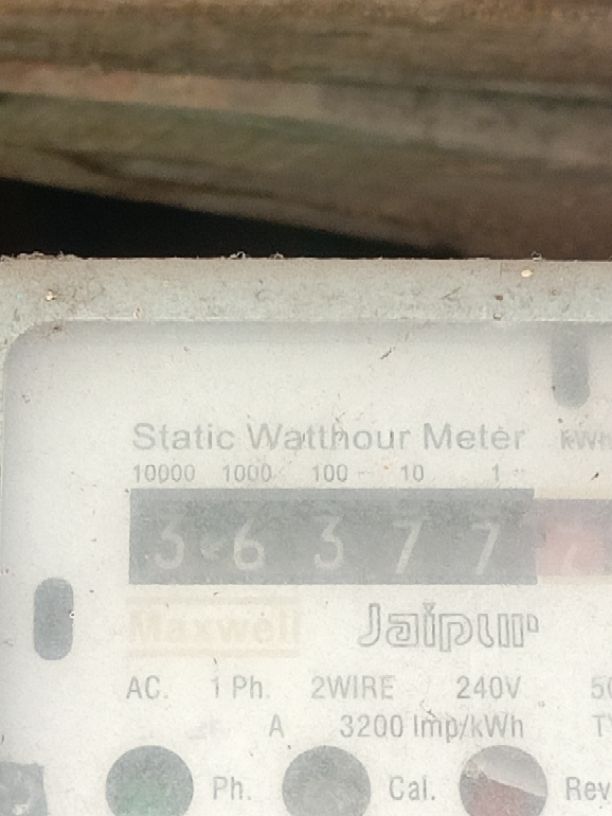 Static Watthour Meter kWh
10000 1000 100 10 1
3 6 3 7 7
Maxwell Jaipur
AC. 1 Ph. 2WIRE 240V
A 3200 Imp/kWh
Ph. Cal. Rev